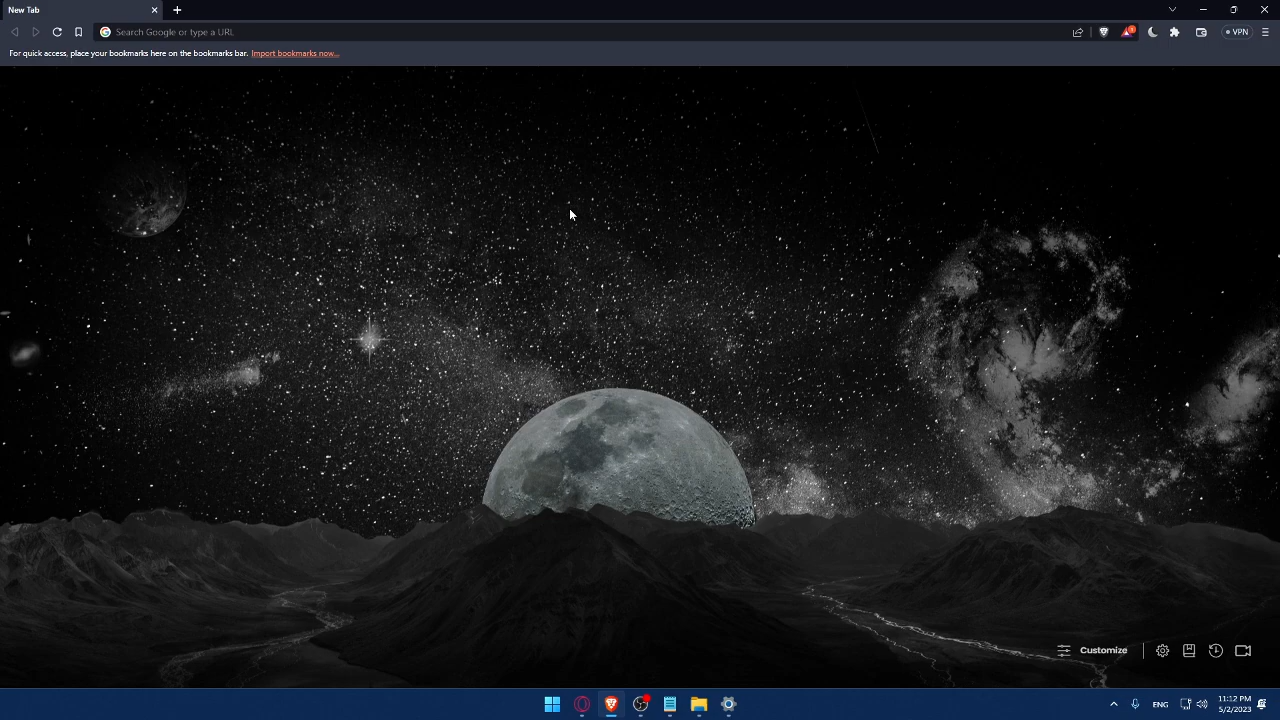 New Tab
Search Google or type a URL
1
VPN
For quick access, place your bookmarks here on the bookmarks bar. Import bookmarks now...
Customize
ENG
11:12 PM
5/2/2023